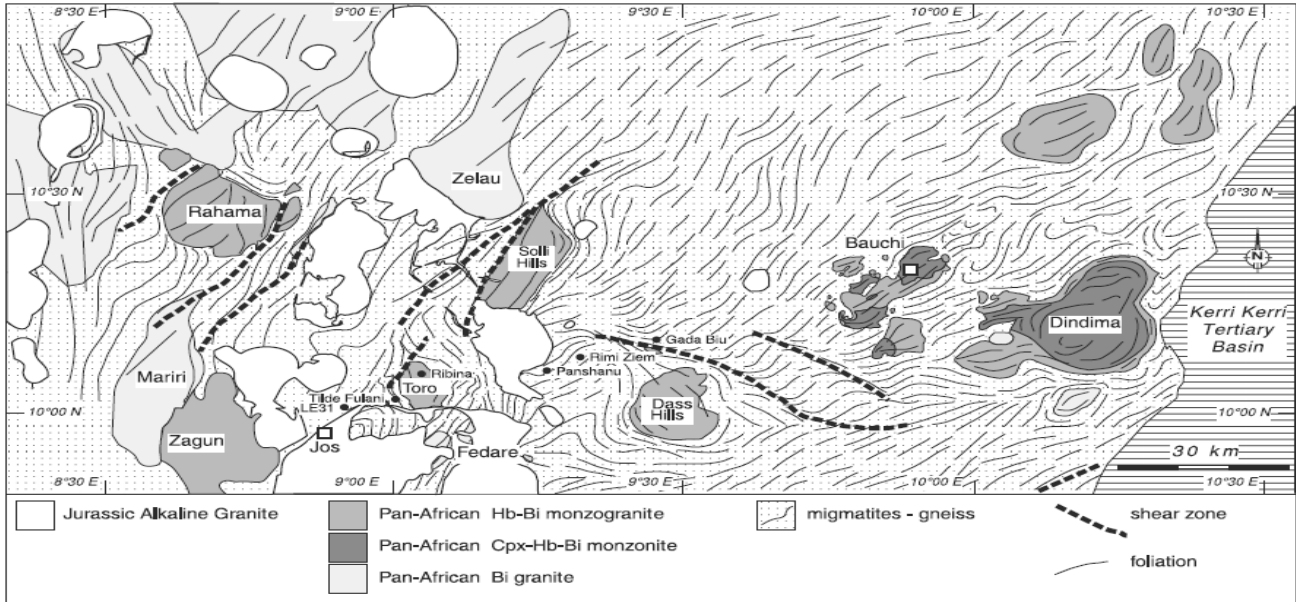 8°30 E
9°00 E
9°30 E
10°00 E
10°30 E
10°30 N
10°30 N
Zelau
Rahama
Solli
Hills
Bauchi
N
Kerri Kerri
Tertiary
Basin
Dindima
Gada Biu
Rimi Ziem
Panshanu
Mariri
Ribina
Toro
Tilde Fulani
LE31
Dass
Hills
10°00 N
10°00 N
Zagun
Jos
Fedare
30 km
8°30 E
9°00 E
9°30 E
10°00 E
10°30 E
Jurassic Alkaline Granite
Pan-African Hb-Bi monzogranite
Pan-African Cpx-Hb-Bi monzonite
Pan-African Bi granite
migmatites - gneiss
shear zone
foliation